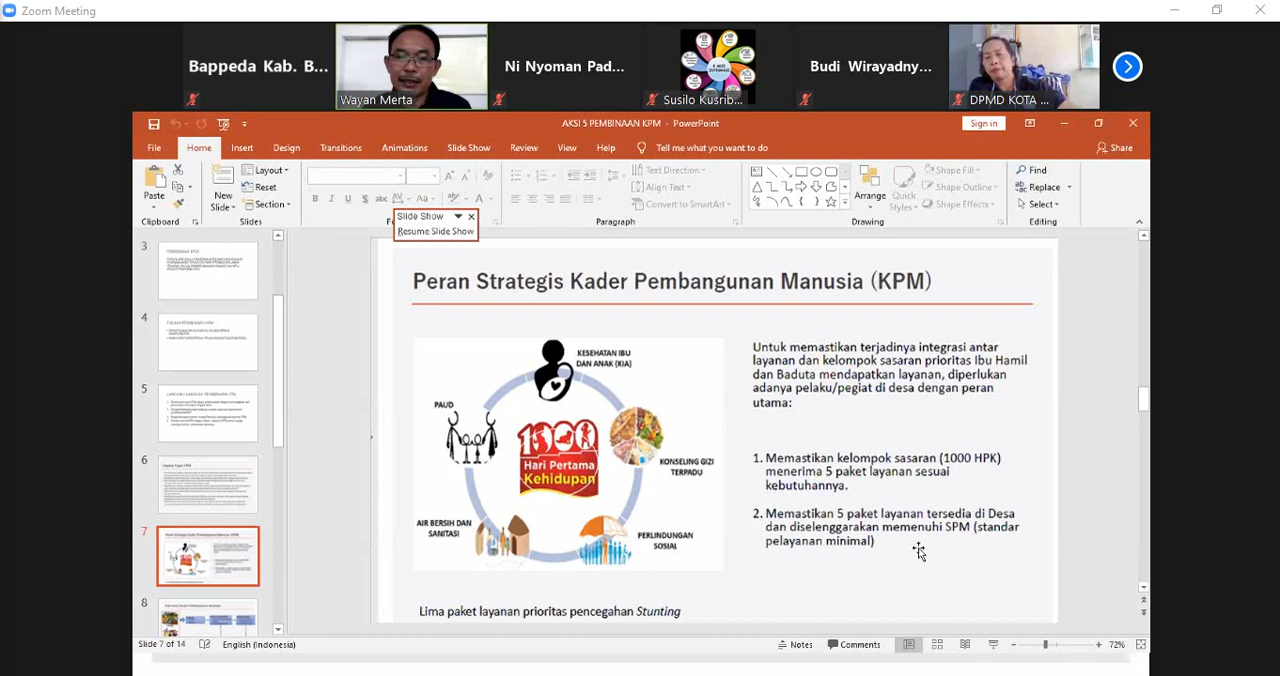 Zoom Meeting
Bappeda Kab. B...
Wayan Merta
Ni Nyoman Pad...
Susilo Kusrib...
Budi Wirayadny...
DPMD KOTA ...
AKSI 5 PEMBINAAN KPM - PowerPoint
Sign in
File Home Insert Design Transitions Animations Slide Show Review View Help Tell me what you want to do Share
Paste
Clipboard
New Slide
Layout
Reset
Section
Slides
Slide Show
Resume Slide Show
Text Direction
Align Text
Convert to SmartArt
Paragraph
Arrange
Quick Styles
Shape Fill
Shape Outline
Shape Effects
Drawing
Find
Replace
Select
Editing
3
4
5
6
7
8
Peran Strategis Kader Pembangunan Manusia (KPM)
KESEHATAN IBU
DAN ANAK (KIA)
PAUD
1000
Hari Pertama
Kehidupan
KONSELING GIZI
TERPADU
AIR BERSIH DAN
SANITASI
PERLINDUNGAN
SOSIAL
Lima paket layanan prioritas pencegahan Stunting
Untuk memastikan terjadinya integrasi antar
layanan dan kelompok sasaran prioritas Ibu Hamil
dan Baduta mendapatkan layanan, diperlukan
adanya pelaku/pegiat di desa dengan peran
utama:
1. Memastikan kelompok sasaran (1000 HPK)
menerima 5 paket layanan sesuai
kebutuhannya.
2. Memastikan 5 paket layanan tersedia di Desa
dan diselenggarakan memenuhi SPM (standar
pelayanan minimal)
Slide 7 of 14
English (Indonesia)
Notes
Comments
72%